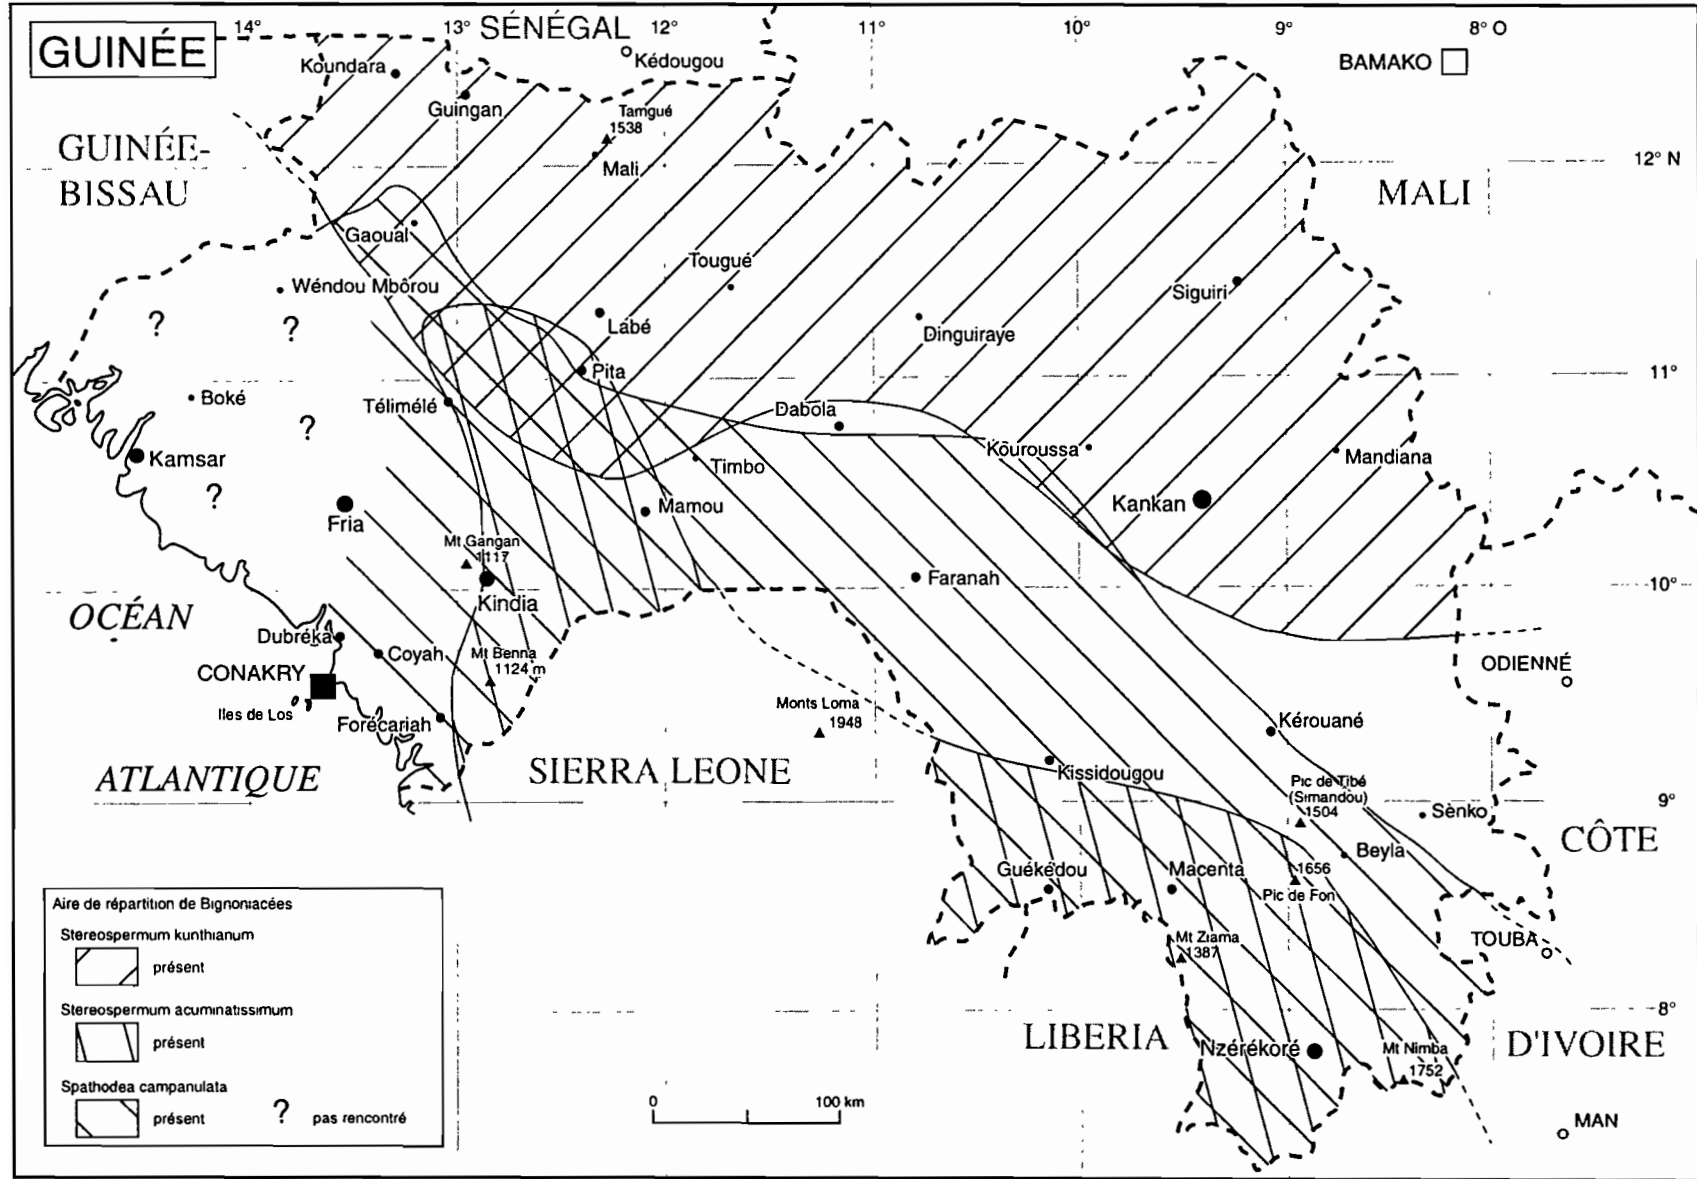 GUINÉE
14°
13°
SÉNÉGAL
12°
11°
10°
9°
8° O
Koundara
Kédougou
BAMAKO
Guingan
Tamgué
1538
GUINÉE-
BISSAU
Mali
12° N
MALI
Gaoual
Tougué
Wéndou Mbôrou
Siguiri
?
?
Labé
Dinguiraye
Pita
11°
Boké
Télimélé
Dabola
?
Kouroussa
Kamsar
Timbo
Mandiana
?
Kankan
Fria
Mamou
Mt Gangan
1117
Faranah
10°
Kindia
OCÉAN
Dubréka
Coyah
Mt Benna
1124 m
ODIENNÉ
CONAKRY
Iles de Los
Forécariah
Monts Loma
1948
Kérouané
ATLANTIQUE
SIERRA LEONE
Kissidougou
Pic de Tibé
(Simandou)
1504
9°
Sènko
CÔTE
Beyla
Guékédou
Macenta
1656
Pic de Fon
Aire de répartition de Bignoniacées
Stereospermum kunthianum
présent
Mt Ziama
1387
TOUBA
Stereospermum acuminatissimum
présent
8°
LIBERIA
Nzérékoré
Mt Nimba
1752
D'IVOIRE
Spathodea campanulata
présent
? pas rencontré
0 100 km
MAN